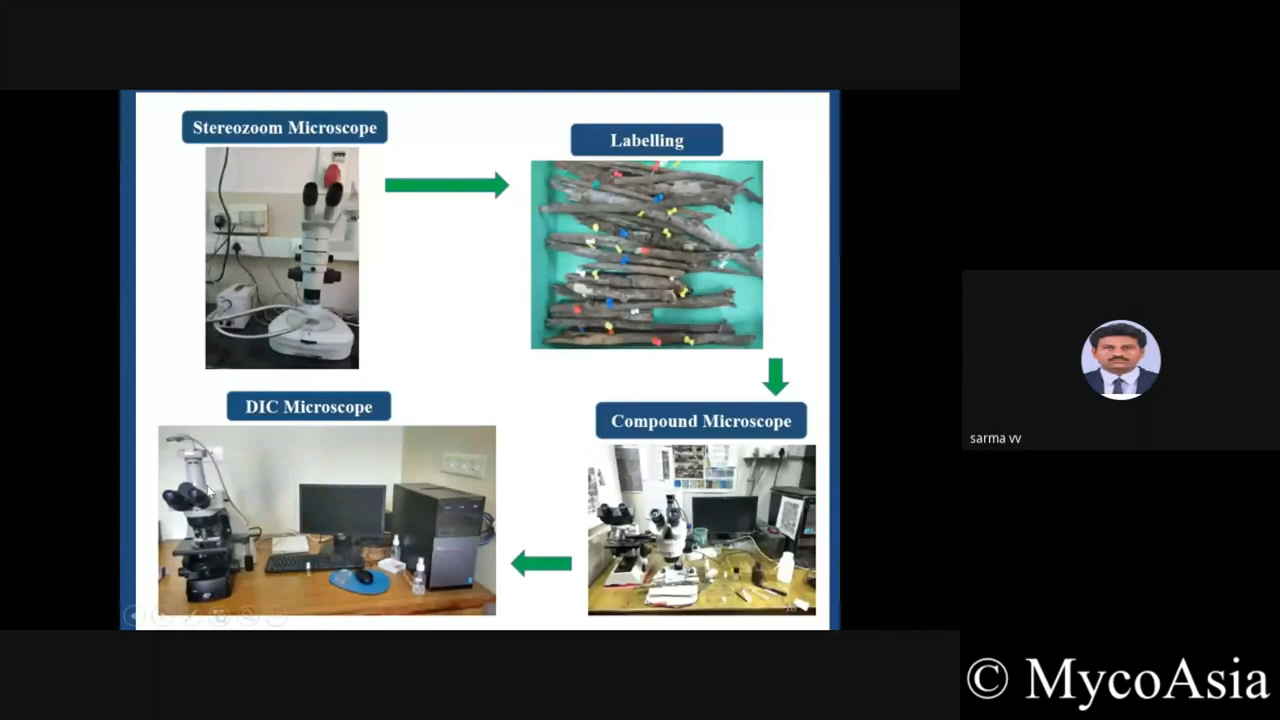 Stereozoom Microscope
Labelling
DIC Microscope
Compound Microscope
sarma vv
© MycoAsia